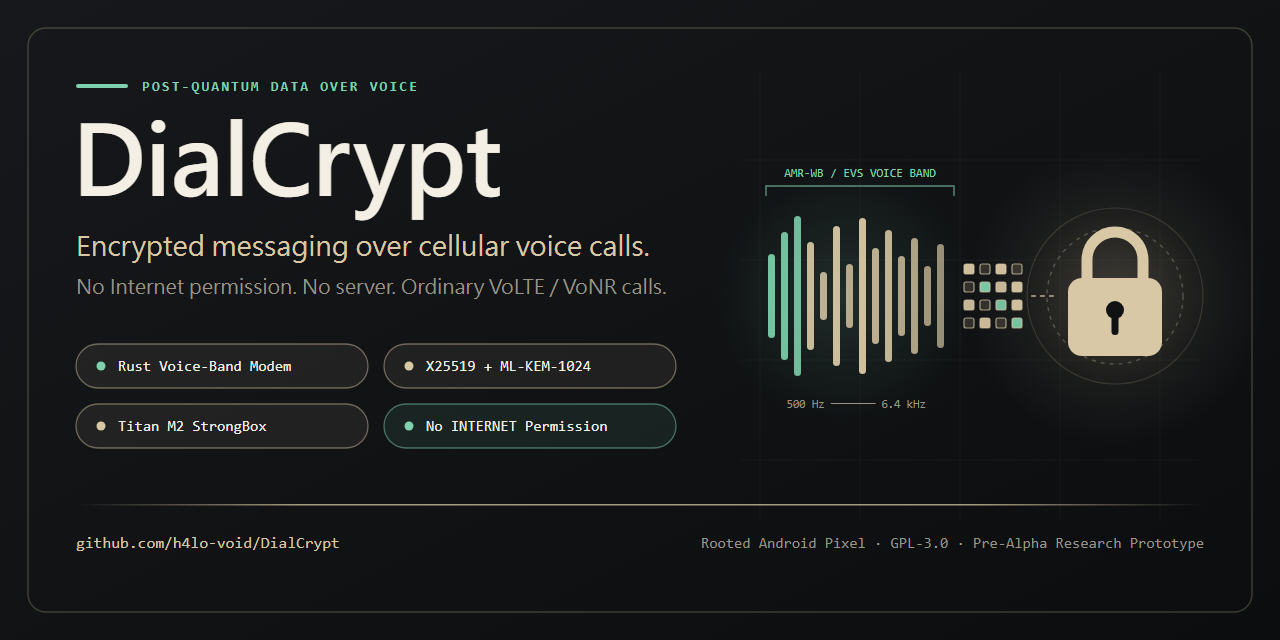 POST-QUANTUM DATA OVER VOICE
DialCrypt
Encrypted messaging over cellular voice calls.
No Internet permission. No server. Ordinary VoLTE / VoNR calls.
Rust Voice-Band Modem
X25519 + ML-KEM-1024
Titan M2 StrongBox
No INTERNET Permission
AMR-WB / EVS VOICE BAND
500 Hz
6.4 kHz
github.com/h4lo-void/DialCrypt
Rooted Android Pixel · GPL-3.0 · Pre-Alpha Research Prototype